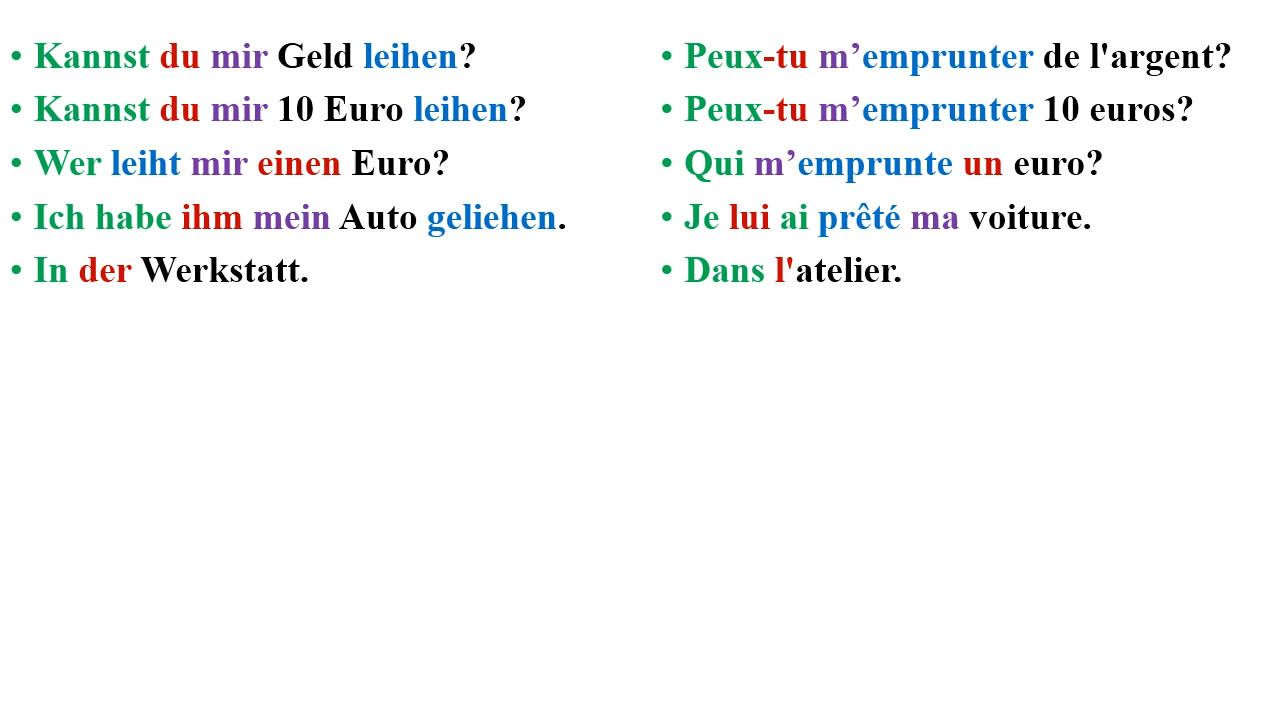 • Kannst du mir Geld leihen?
• Kannst du mir 10 Euro leihen?
• Wer leiht mir einen Euro?
• Ich habe ihm mein Auto geliehen.
• In der Werkstatt.
• Peux-tu m’emprunter de l'argent?
• Peux-tu m’emprunter 10 euros?
• Qui m’emprunte un euro?
• Je lui ai prêté ma voiture.
• Dans l'atelier.